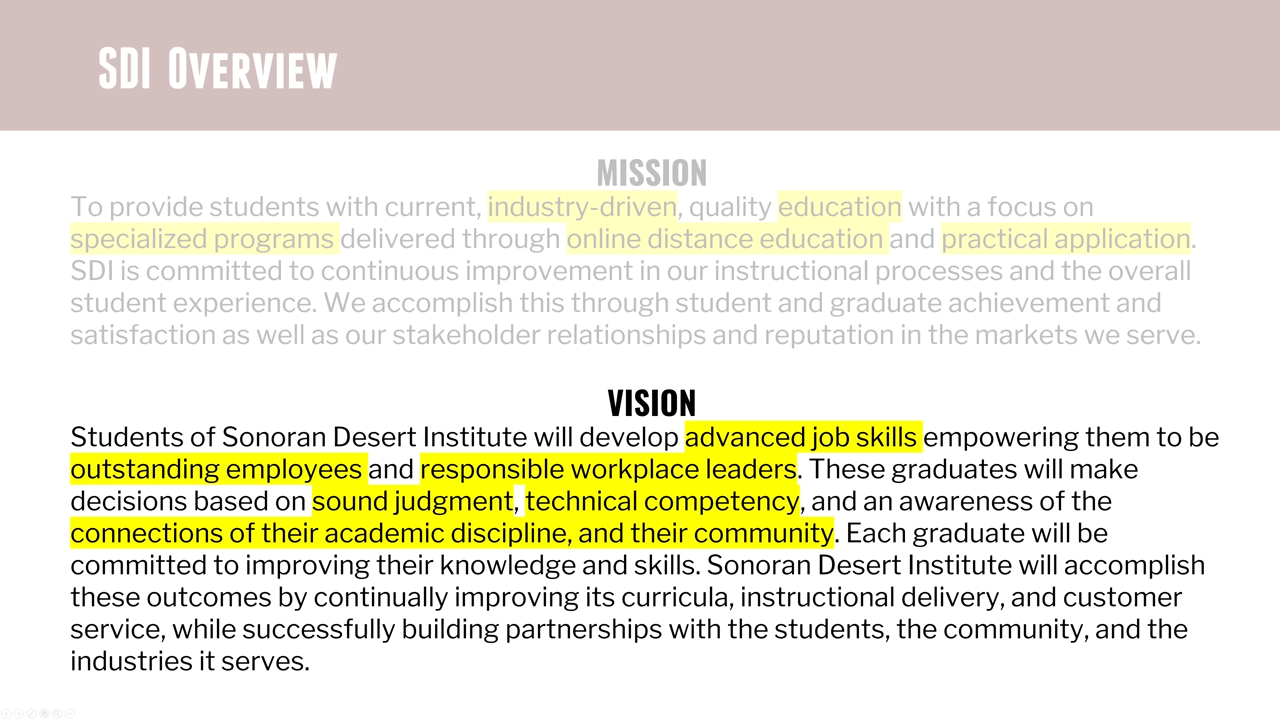 SDI Overview
MISSION
To provide students with current, industry-driven, quality education with a focus on
specialized programs delivered through online distance education and practical application.
SDI is committed to continuous improvement in our instructional processes and the overall
student experience. We accomplish this through student and graduate achievement and
satisfaction as well as our stakeholder relationships and reputation in the markets we serve.
VISION
Students of Sonoran Desert Institute will develop advanced job skills empowering them to be
outstanding employees and responsible workplace leaders. These graduates will make
decisions based on sound judgment, technical competency, and an awareness of the
connections of their academic discipline, and their community. Each graduate will be
committed to improving their knowledge and skills. Sonoran Desert Institute will accomplish
these outcomes by continually improving its curricula, instructional delivery, and customer
service, while successfully building partnerships with the students, the community, and the
industries it serves.